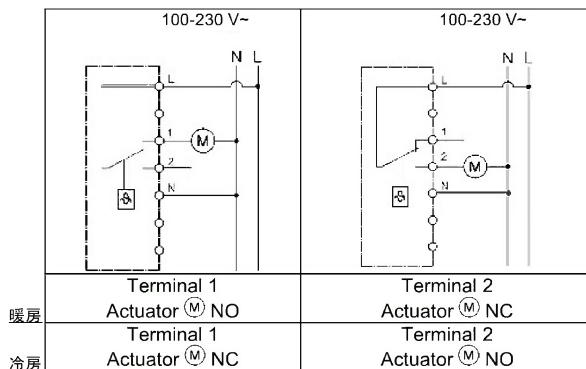 100-230 V~
N L
L
1
M
2
N
100-230 V~
N L
L
1
2
M
N
暖房
Terminal 1
Actuator Ⓜ NO
Terminal 2
Actuator Ⓜ NC
冷房
Terminal 1
Actuator Ⓜ NC
Terminal 2
Actuator Ⓜ NO